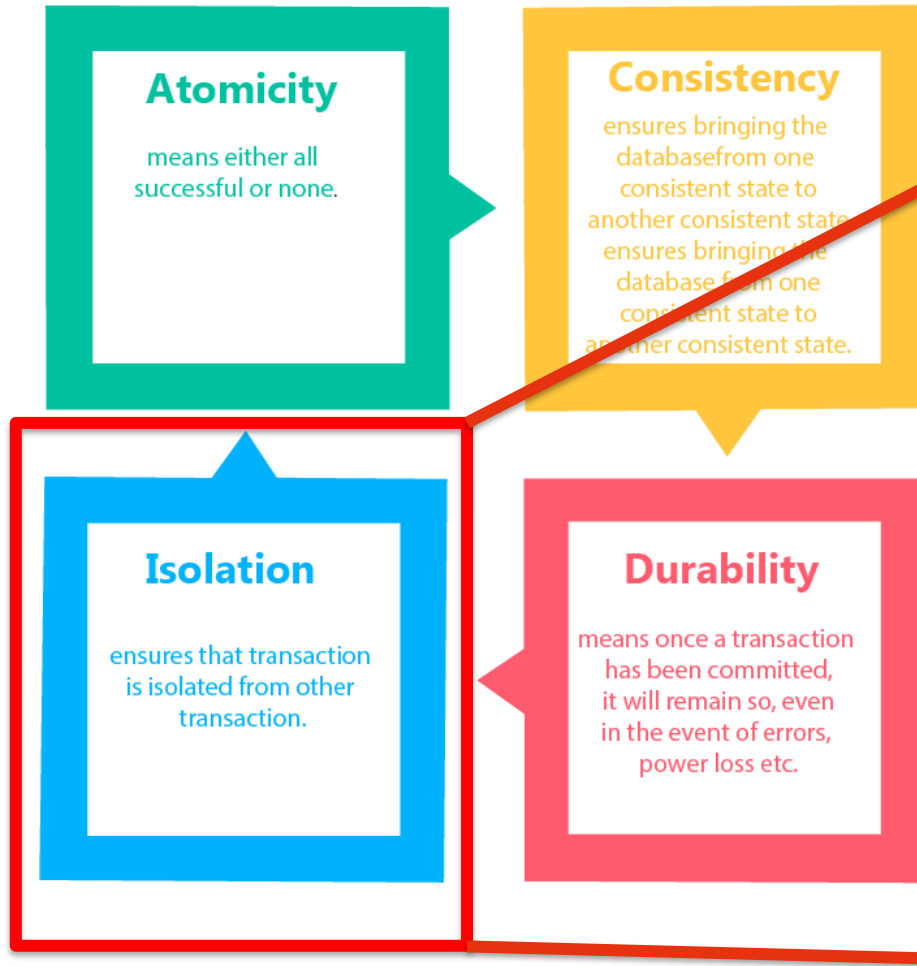 Atomicity
means either all
successful or none.
Consistency
ensures bringing the
databasefrom one
consistent state to
another consistent state
ensures bringing the
database from one
consistent state to
another consistent state.
Isolation
ensures that transaction
is isolated from other
transaction.
Durability
means once a transaction
has been committed,
it will remain so, even
in the event of errors,
power loss etc.